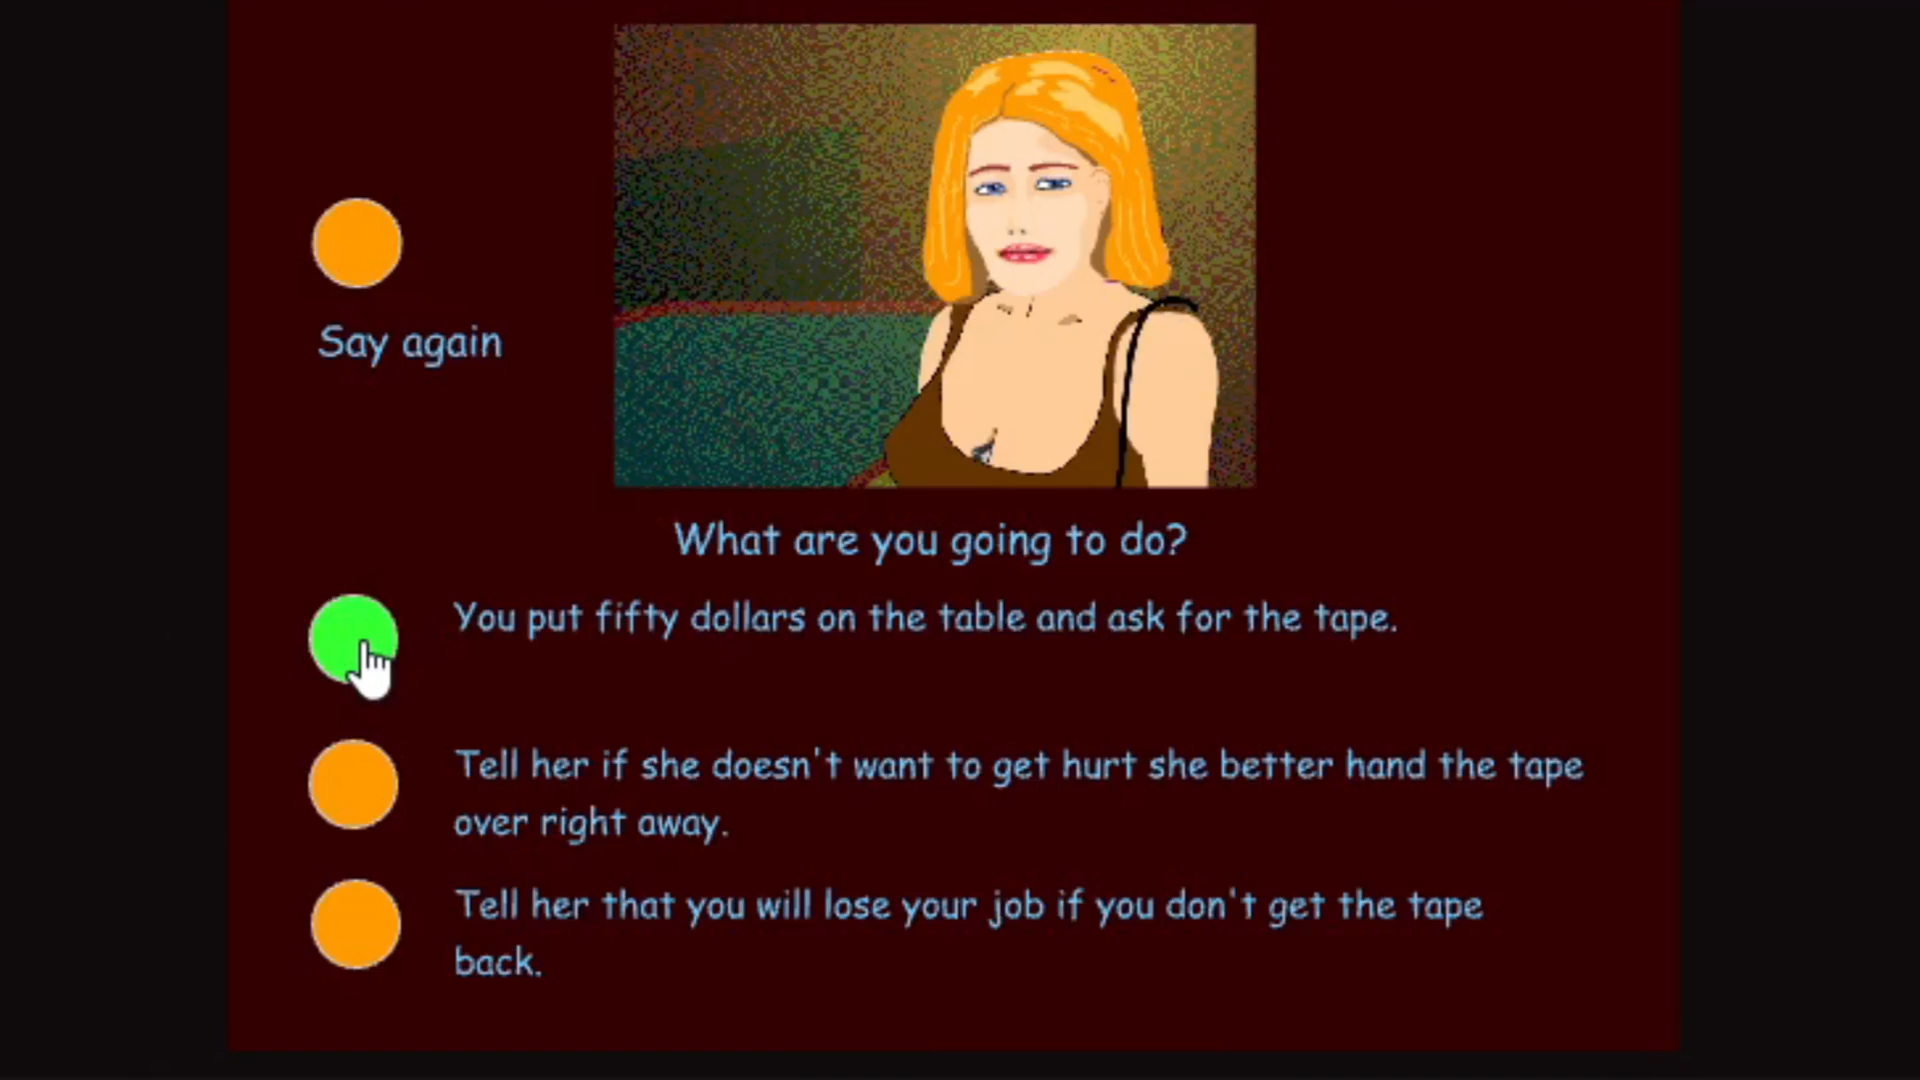 Say again
What are you going to do?
You put fifty dollars on the table and ask for the tape.
Tell her if she doesn't want to get hurt she better hand the tape
over right away.
Tell her that you will lose your job if you don't get the tape
back.